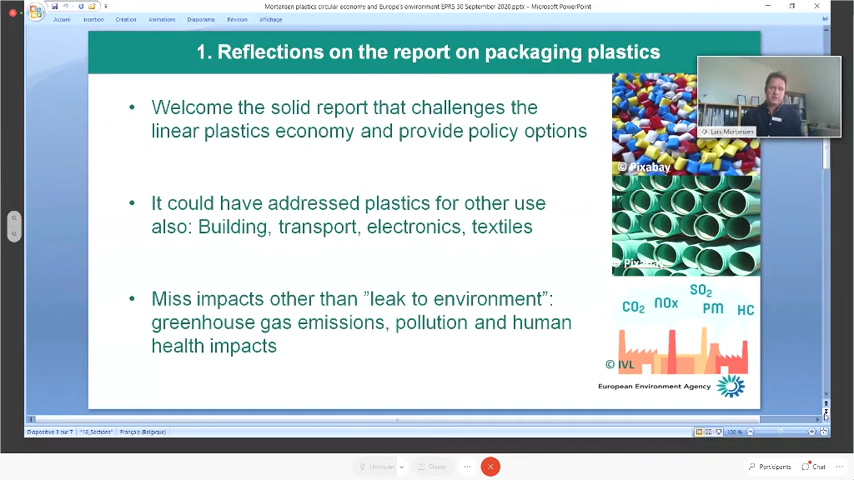 Mortensen plastics circular economy and Europe's environment EPRS 30 September 2020.pptx - Microsoft PowerPoint
Accueil Insertion Création Animations Diaporama Révision Affichage
1. Reflections on the report on packaging plastics
Lars Mortensen
© Pixabay
• Welcome the solid report that challenges the
linear plastics economy and provide policy options
• It could have addressed plastics for other use
also: Building, transport, electronics, textiles
Pixabay
• Miss impacts other than ”leak to environment”:
greenhouse gas emissions, pollution and human
health impacts
CO2 NOx SO2 PM HC
© IVL
European Environment Agency
Diapositive 3 sur 7 "16_Sections" Français (Belgique)
100 %
Unmute Share
Participants Chat